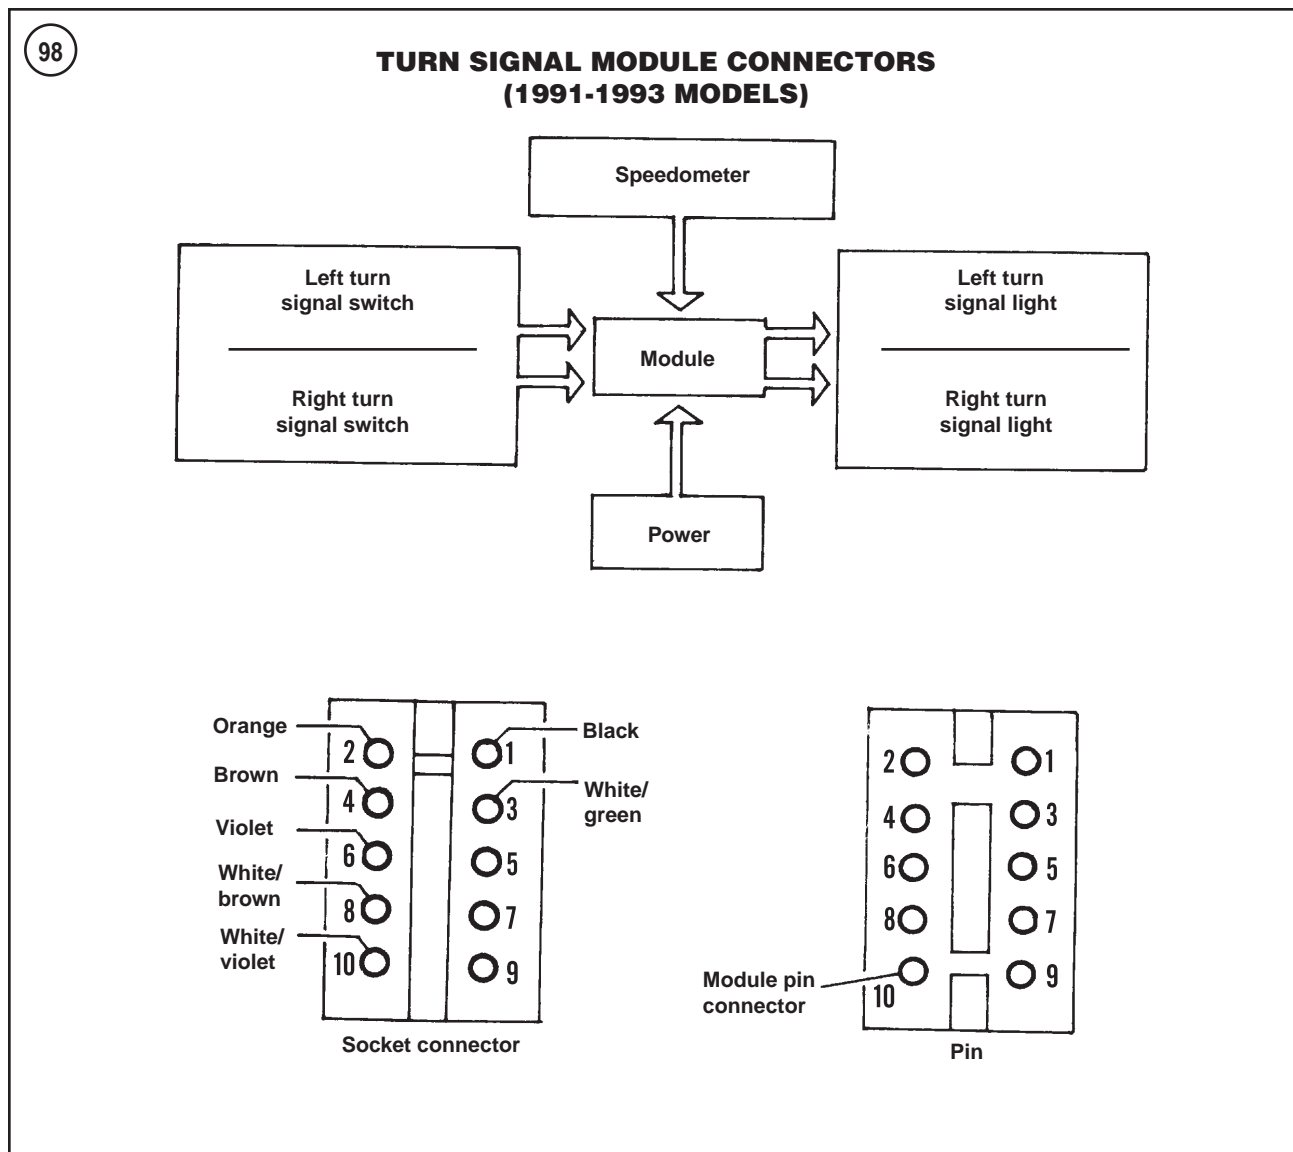 98
TURN SIGNAL MODULE CONNECTORS
(1991-1993 MODELS)
Speedometer
Left turn
signal switch
Right turn
signal switch
Module
Left turn
signal light
Right turn
signal light
Power
Orange
Brown
Violet
White/
brown
White/
violet
2
4
6
8
10
1
3
5
7
9
Black
White/
green
Socket connector
2
4
6
8
10
1
3
5
7
9
Module pin
connector
Pin